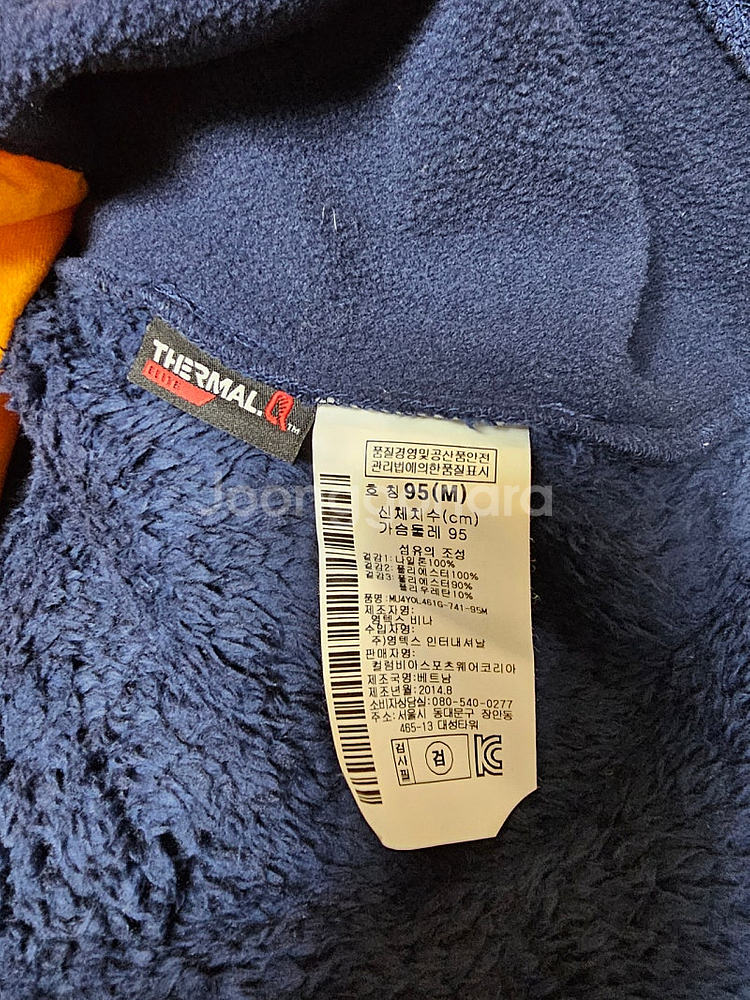 THERMAL.Q™
ELITE
Joonggonara
품질경영및공산품안전
관리법에의한품질표시
호 칭 95(M)
신체치수(cm)
가슴둘레 95
섬유의 조성
겉감1: 나일론100%
겉감2: 폴리에스터100%
겉감3: 폴리에스터90%
폴리우레탄10%
품명: MU4YOL461G-741-95M
제조자명:
영텍스 비나
수입자명:
주)영텍스 인터내셔날
판매자명:
컬럼비아스포츠웨어코리아
제조국명: 베트남
제조년월: 2014.8
소비자상담실: 080-540-0277
주소: 서울시 동대문구 장안동
465-13 대성타워
검사필
검
KC